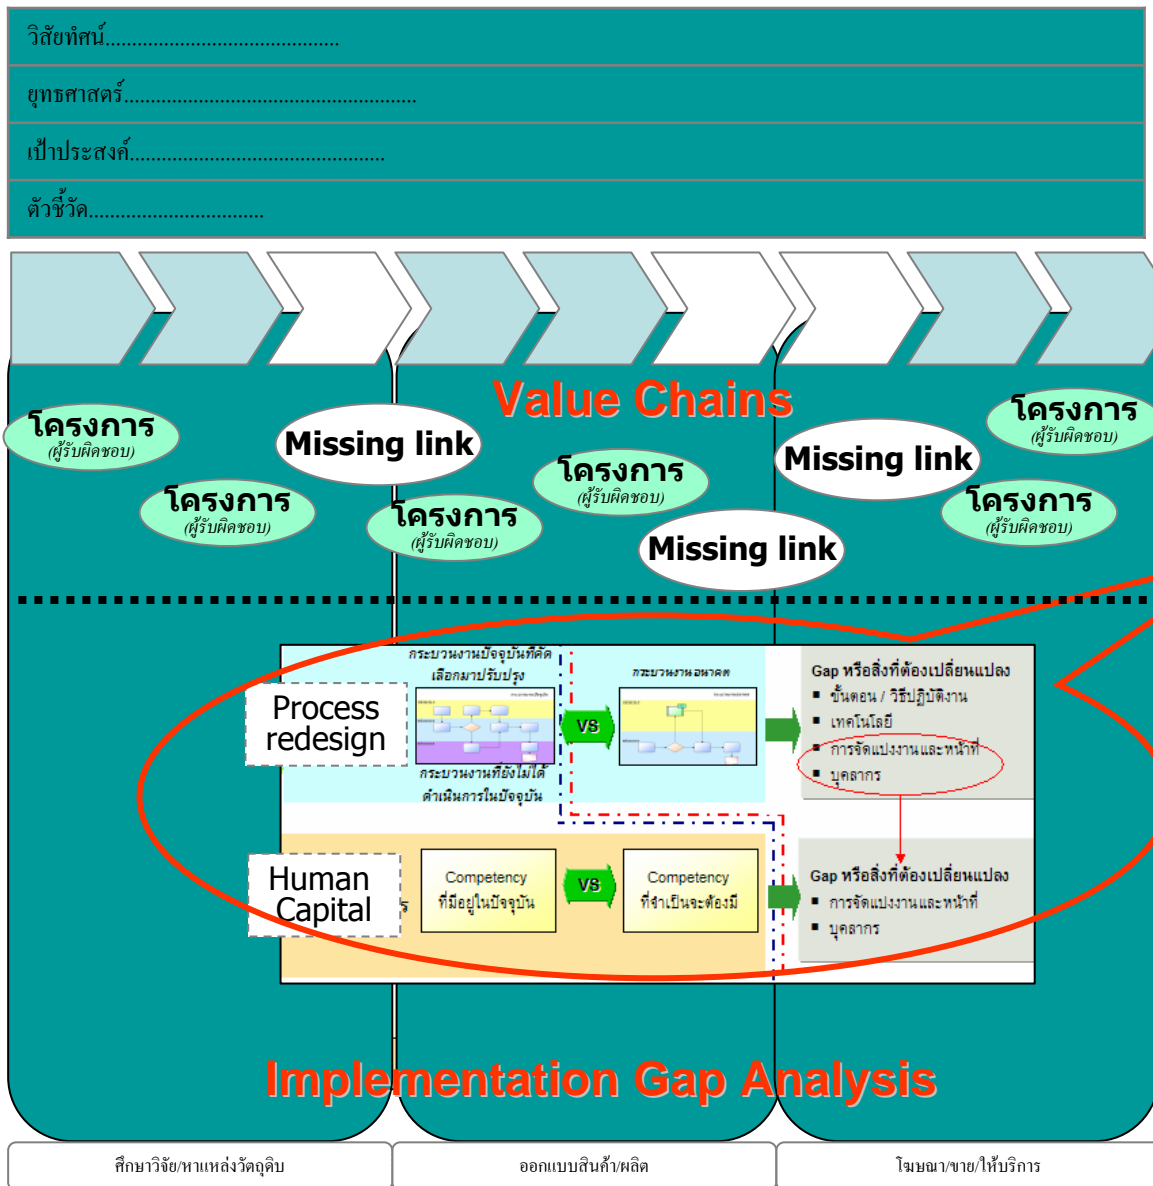 วิสัยทัศน์............................................
ยุทธศาสตร์.......................................................
เป้าประสงค์................................................
ตัวชี้วัด.................................
Value Chains
โครงการ
(ผู้รับผิดชอบ)
Missing link
โครงการ
(ผู้รับผิดชอบ)
โครงการ
(ผู้รับผิดชอบ)
โครงการ
(ผู้รับผิดชอบ)
Missing link
Missing link
โครงการ
(ผู้รับผิดชอบ)
โครงการ
(ผู้รับผิดชอบ)
Process
redesign
กระบวนงานปัจจุบันที่คัด
เลือกมาปรับปรุง
VS
กระบวนงานอนาคต
กระบวนงานที่ยังไม่ได้
ดำเนินการในปัจจุบัน
Gap หรือสิ่งที่ต้องเปลี่ยนแปลง
▪ ขั้นตอน / วิธีปฏิบัติงาน
▪ เทคโนโลยี
▪ การจัดแบ่งงานและหน้าที่
▪ บุคลากร
Human
Capital
ร
Competency
ที่มีอยู่ในปัจจุบัน
VS
Competency
ที่จำเป็นจะต้องมี
Gap หรือสิ่งที่ต้องเปลี่ยนแปลง
▪ การจัดแบ่งงานและหน้าที่
▪ บุคลากร
Implementation Gap Analysis
ศึกษาวิจัย/หาแหล่งวัตถุดิบ
ออกแบบสินค้า/ผลิต
โฆษณา/ขาย/ให้บริการ